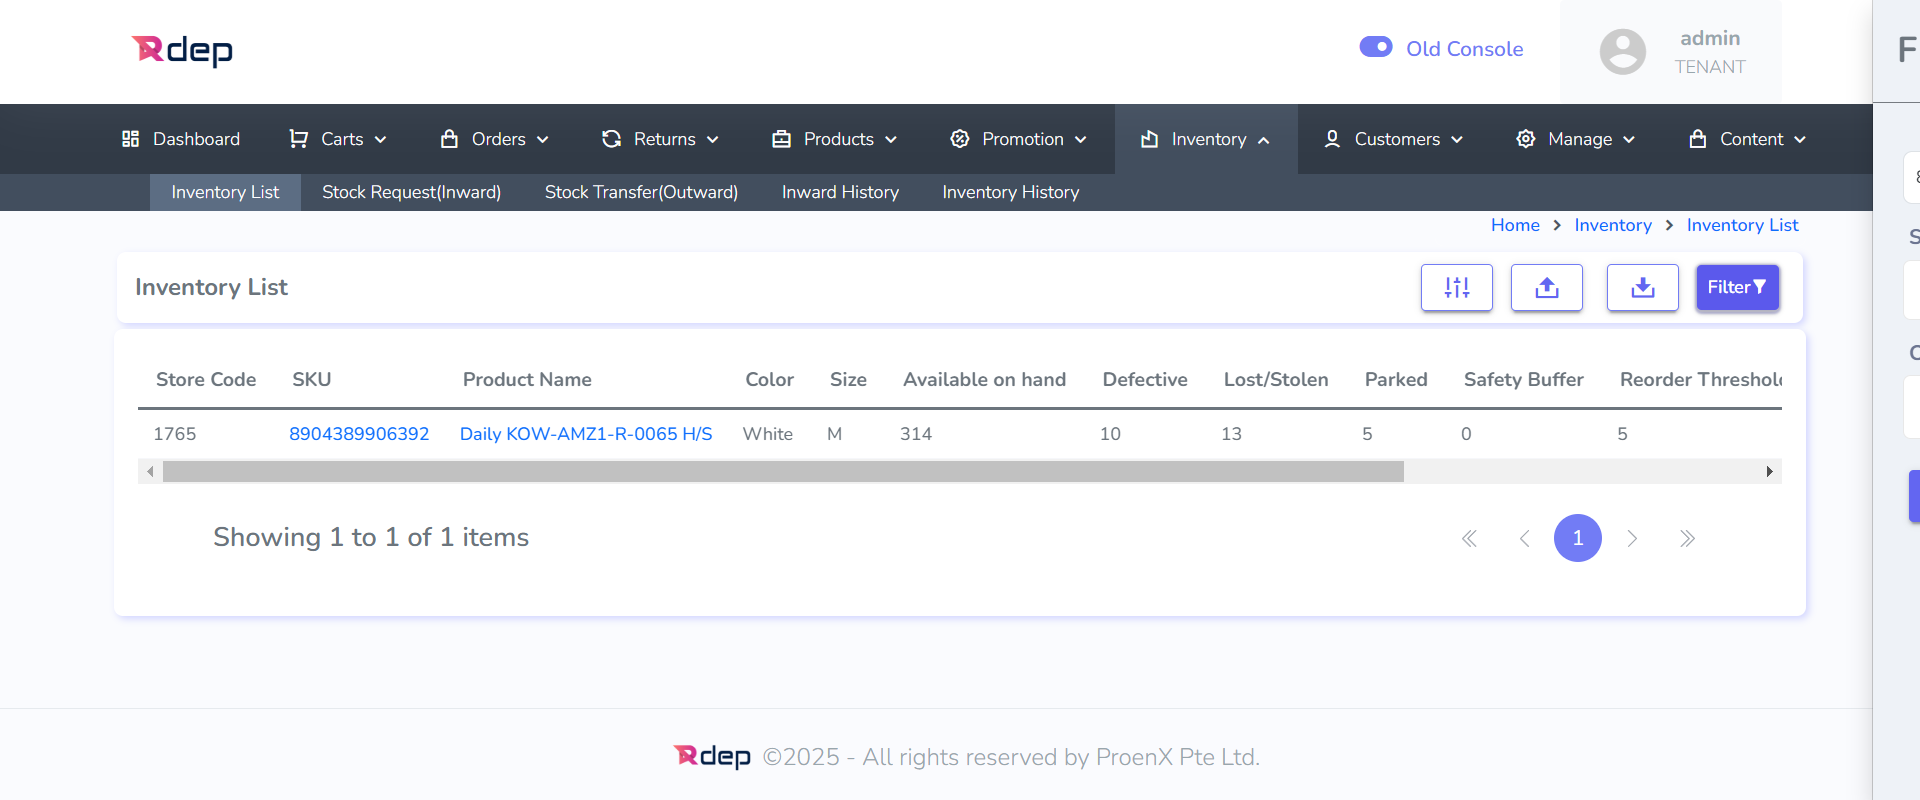 Rdep
Old Console
admin
TENANT
Dashboard Carts Orders Returns Products Promotion Inventory Customers Manage Content
Inventory List Stock Request(Inward) Stock Transfer(Outward) Inward History Inventory History
Home > Inventory > Inventory List
Inventory List
Filter
Store Code SKU Product Name Color Size Available on hand Defective Lost/Stolen Parked Safety Buffer Reorder Threshold
1765 8904389906392 Daily KOW-AMZ1-R-0065 H/S White M 314 10 13 5 0 5
Showing 1 to 1 of 1 items
1
Rdep ©2025 - All rights reserved by ProenX Pte Ltd.